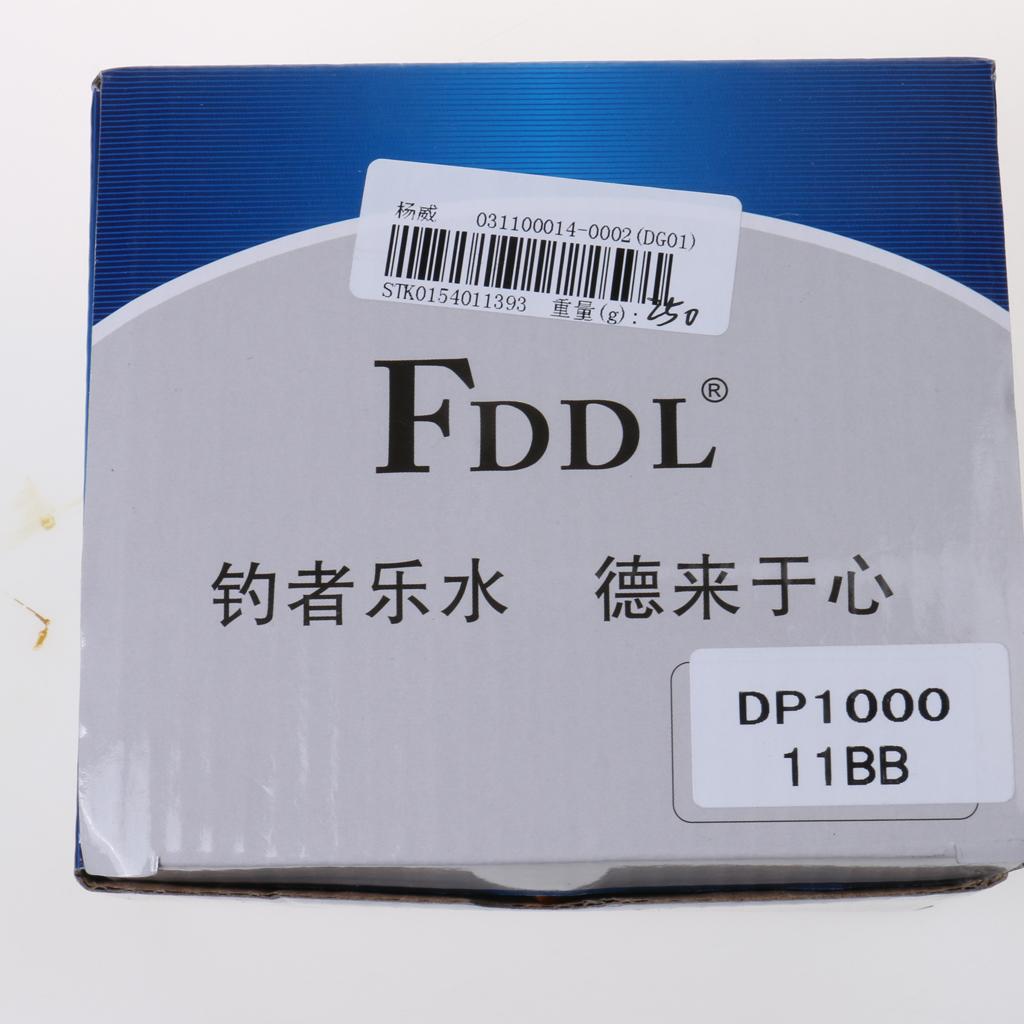 杨威 031100014-0002(DG01)
STK0154011393 重量(g): 250
FDDL®
钓者乐水 德来于心
DP1000
11BB